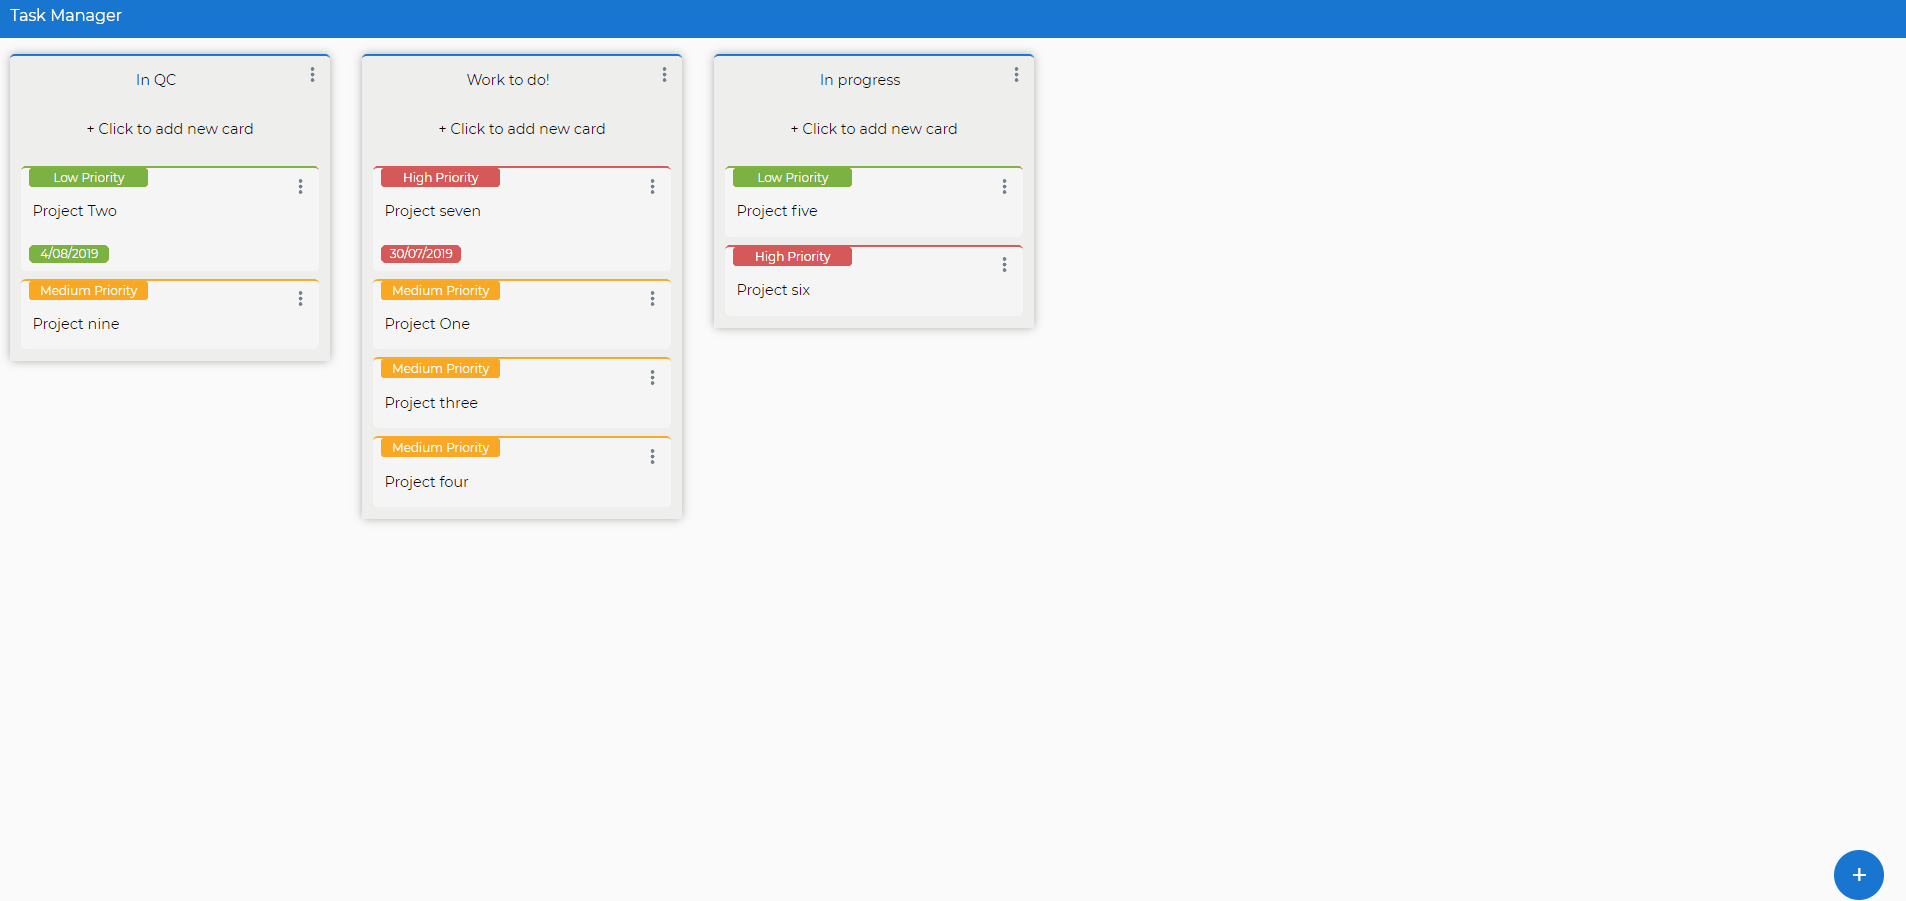 Task Manager
In QC
+ Click to add new card
Low Priority
Project Two
4/08/2019
Medium Priority
Project nine
Work to do!
+ Click to add new card
High Priority
Project seven
30/07/2019
Medium Priority
Project One
Medium Priority
Project three
Medium Priority
Project four
In progress
+ Click to add new card
Low Priority
Project five
High Priority
Project six
+